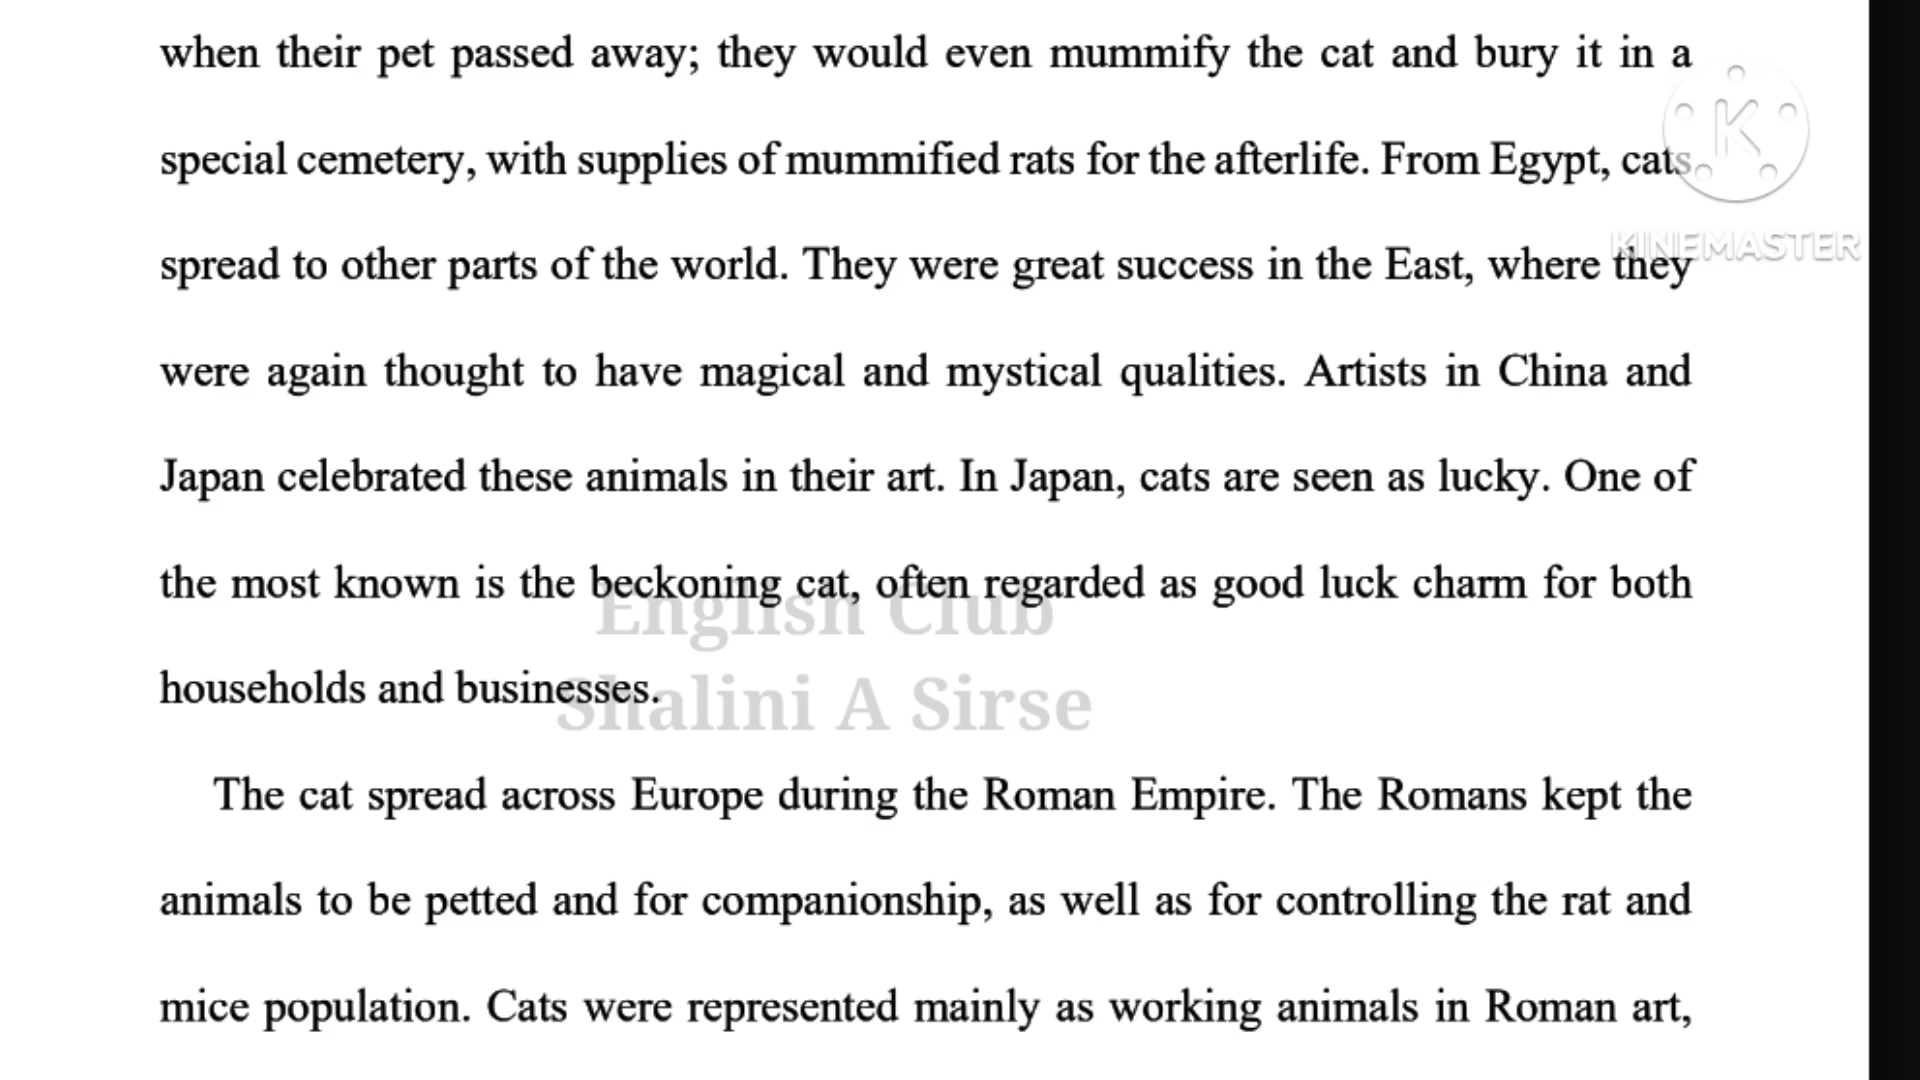 when their pet passed away; they would even mummify the cat and bury it in a
special cemetery, with supplies of mummified rats for the afterlife. From Egypt, cats
spread to other parts of the world. They were great success in the East, where they
KINEMASTER
were again thought to have magical and mystical qualities. Artists in China and
Japan celebrated these animals in their art. In Japan, cats are seen as lucky. One of
the most known is the beckoning cat, often regarded as good luck charm for both
English Club
households and businesses.
Shalini A Sirse
The cat spread across Europe during the Roman Empire. The Romans kept the
animals to be petted and for companionship, as well as for controlling the rat and
mice population. Cats were represented mainly as working animals in Roman art,